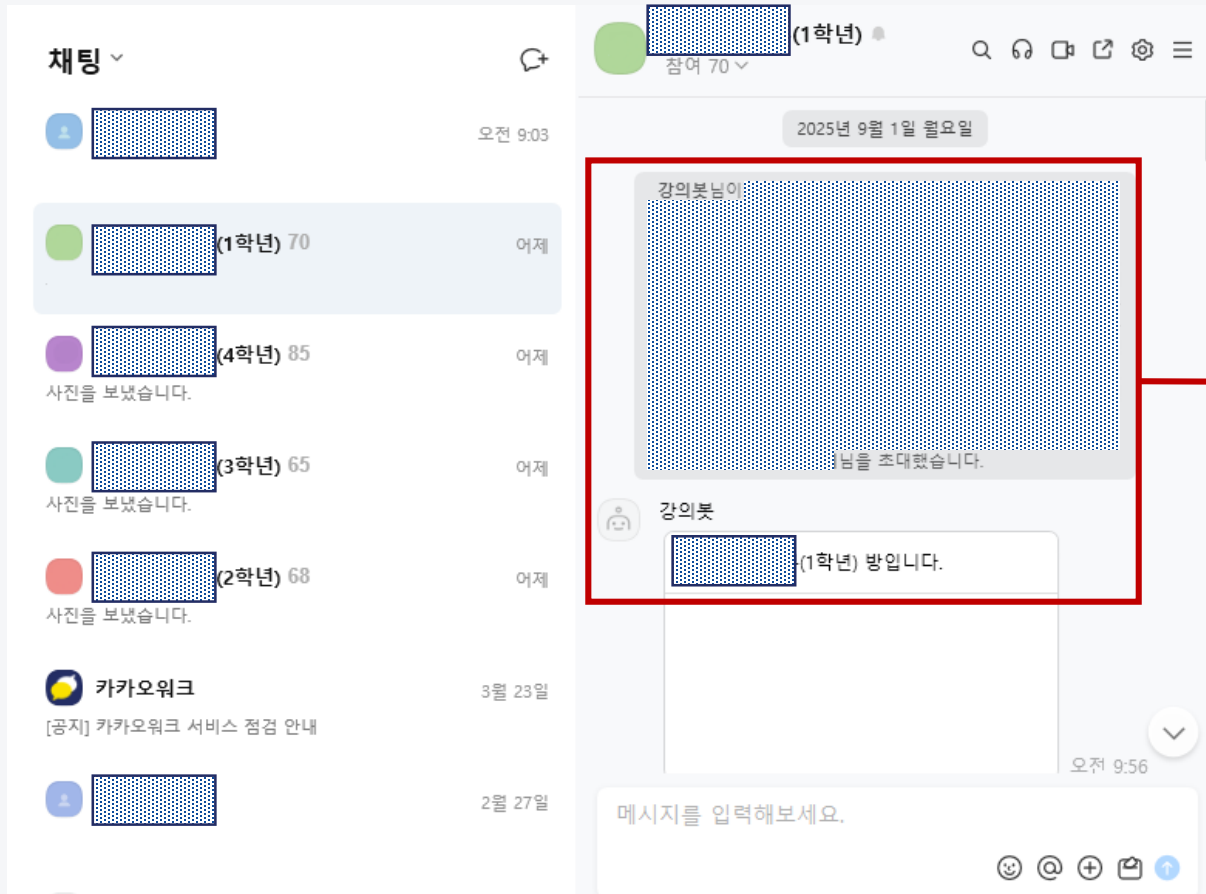 채팅
오전 9:03
(1학년) 70
어제
(4학년) 85
어제
사진을 보냈습니다.
(3학년) 65
어제
사진을 보냈습니다.
(2학년) 68
어제
사진을 보냈습니다.
카카오워크
3월 23일
[공지] 카카오워크 서비스 점검 안내
2월 27일
(1학년)
참여 70
2025년 9월 1일 월요일
강의봇님이
님을 초대했습니다.
강의봇
(1학년) 방입니다.
오전 9:56
메시지를 입력해보세요.